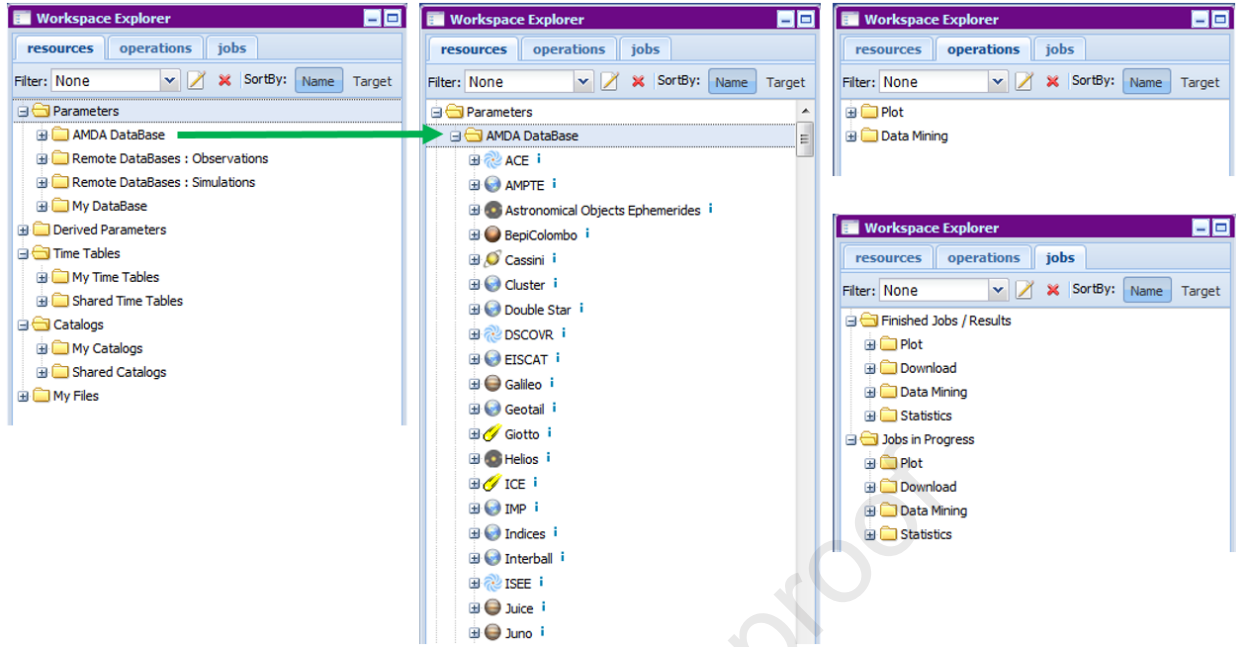 Workspace Explorer
resources operations jobs
Filter: None SortBy: Name Target
Parameters
AMDA DataBase
Remote DataBases : Observations
Remote DataBases : Simulations
My DataBase
Derived Parameters
Time Tables
My Time Tables
Shared Time Tables
Catalogs
My Catalogs
Shared Catalogs
My Files
Workspace Explorer
resources operations jobs
Filter: None SortBy: Name Target
Parameters
AMDA DataBase
ACE i
AMPTE i
Astronomical Objects Ephemerides i
BepiColombo i
Cassini i
Cluster i
Double Star i
DSCOVR i
EISCAT i
Galileo i
Geotail i
Giotto i
Helios i
ICE i
IMP i
Indices i
Interball i
ISEE i
Juice i
Juno i
Workspace Explorer
resources operations jobs
Filter: None SortBy: Name Target
Plot
Data Mining
Workspace Explorer
resources operations jobs
Filter: None SortBy: Name Target
Finished Jobs / Results
Plot
Download
Data Mining
Statistics
Jobs in Progress
Plot
Download
Data Mining
Statistics
proof